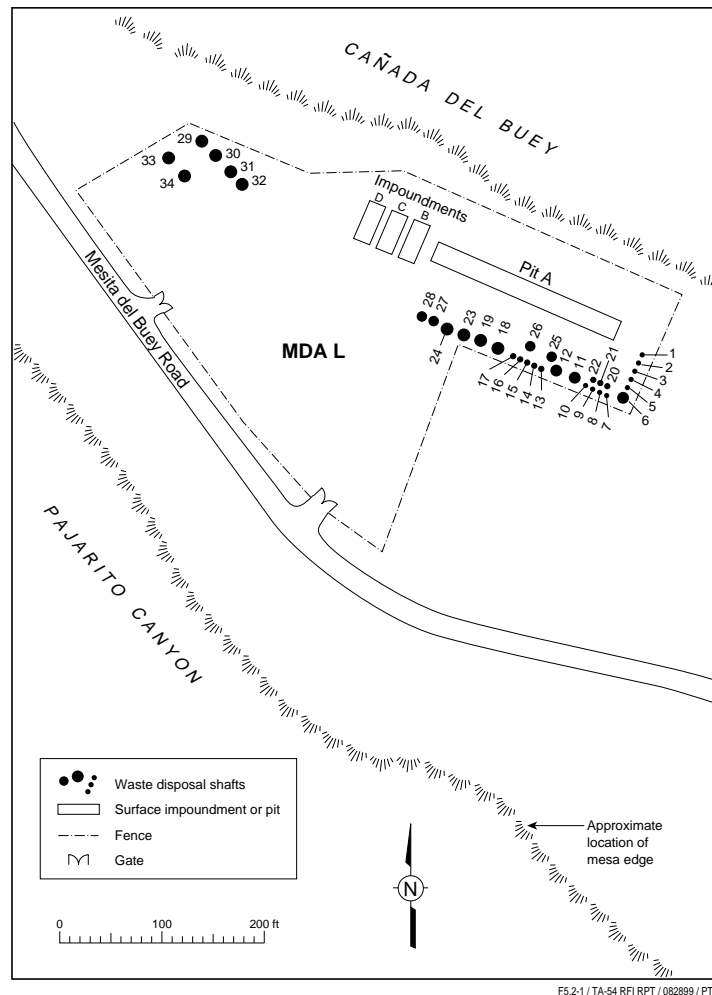 CAÑADA DEL BUEY
29
30
33
31
34
32
Impoundments
D
C
B
Pit A
Mesita del Buey Road
MDA L
28
27
24
23
19
18
26
25
12
11
22
21
20
17
16
15
14
13
10
9
8
7
1
2
3
4
5
6
PAJARITO CANYON
Waste disposal shafts
Surface impoundment or pit
Fence
Gate
0 100 200 ft
N
Approximate
location of
mesa edge
F5.2-1 / TA-54 RFI RPT / 082899 / PTM